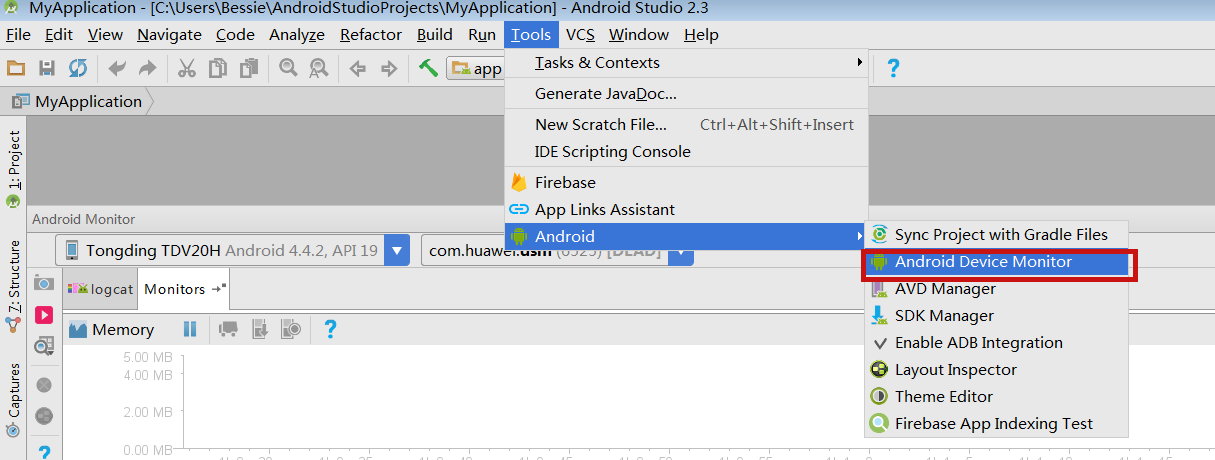 MyApplication - [C:\Users\Bessie\AndroidStudioProjects\MyApplication] - Android Studio 2.3
File Edit View Navigate Code Analyze Refactor Build Run Tools VCS Window Help
app
MyApplication
Tasks & Contexts
Generate JavaDoc...
New Scratch File... Ctrl+Alt+Shift+Insert
IDE Scripting Console
Firebase
App Links Assistant
Android
Sync Project with Gradle Files
Android Device Monitor
AVD Manager
SDK Manager
Enable ADB Integration
Layout Inspector
Theme Editor
Firebase App Indexing Test
1: Project
7: Structure
Captures
Android Monitor
Tongding TDV20H Android 4.4.2, API 19
com.huawei.dsm (6525) [DEAD]
logcat Monitors
Memory
5.00 MB
4.00 MB
2.00 MB
0.00 MB